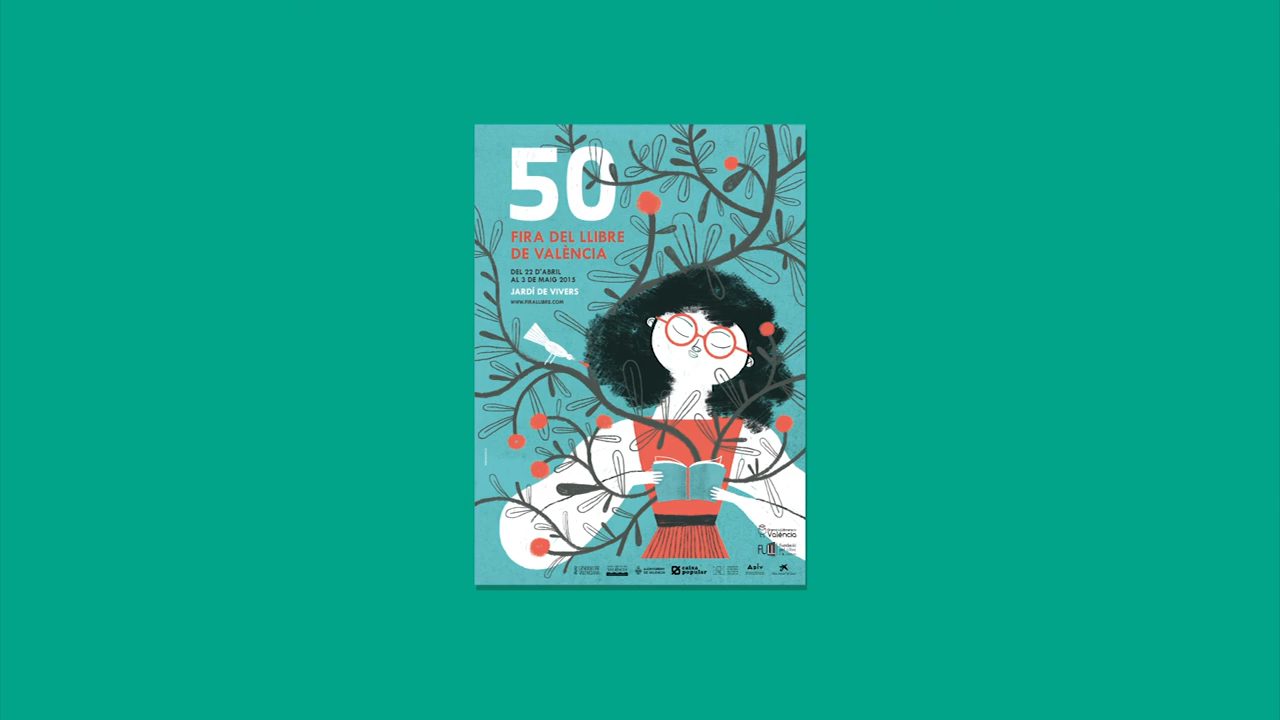 50
FIRA DEL LLIBRE
DE VALÈNCIA
DEL 22 D'ABRIL
AL 3 DE MAIG 2015
JARDÍ DE VIVERS
WWW.FIRALLIBRE.COM
València
FULL
caixa
popular